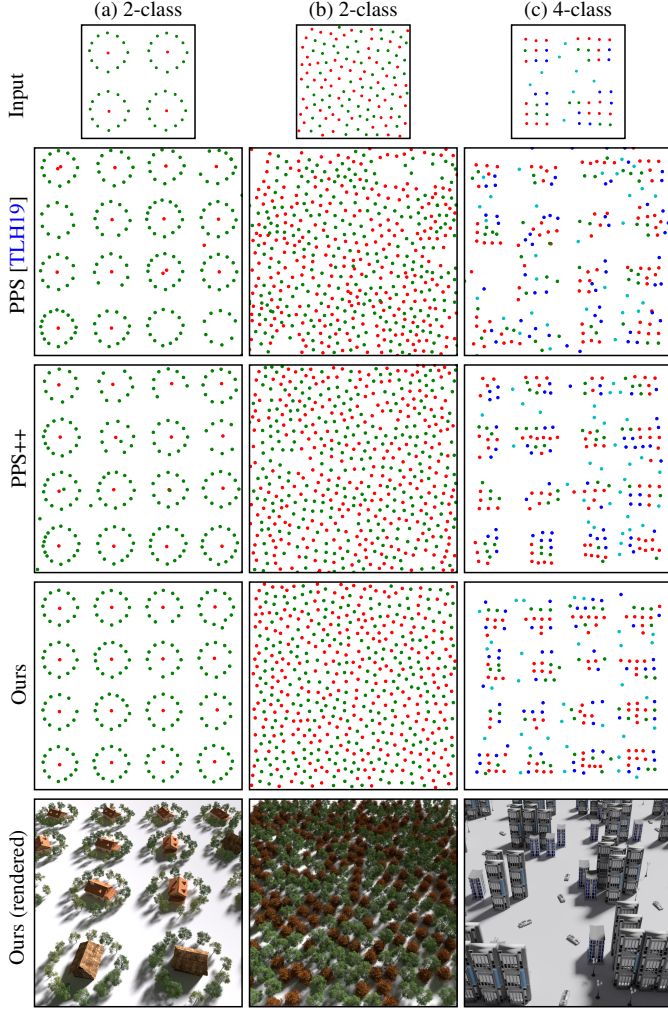 (a) 2-class
(b) 2-class
(c) 4-class
Input
PPS [TLH19]
PPS++
Ours
Ours (rendered)